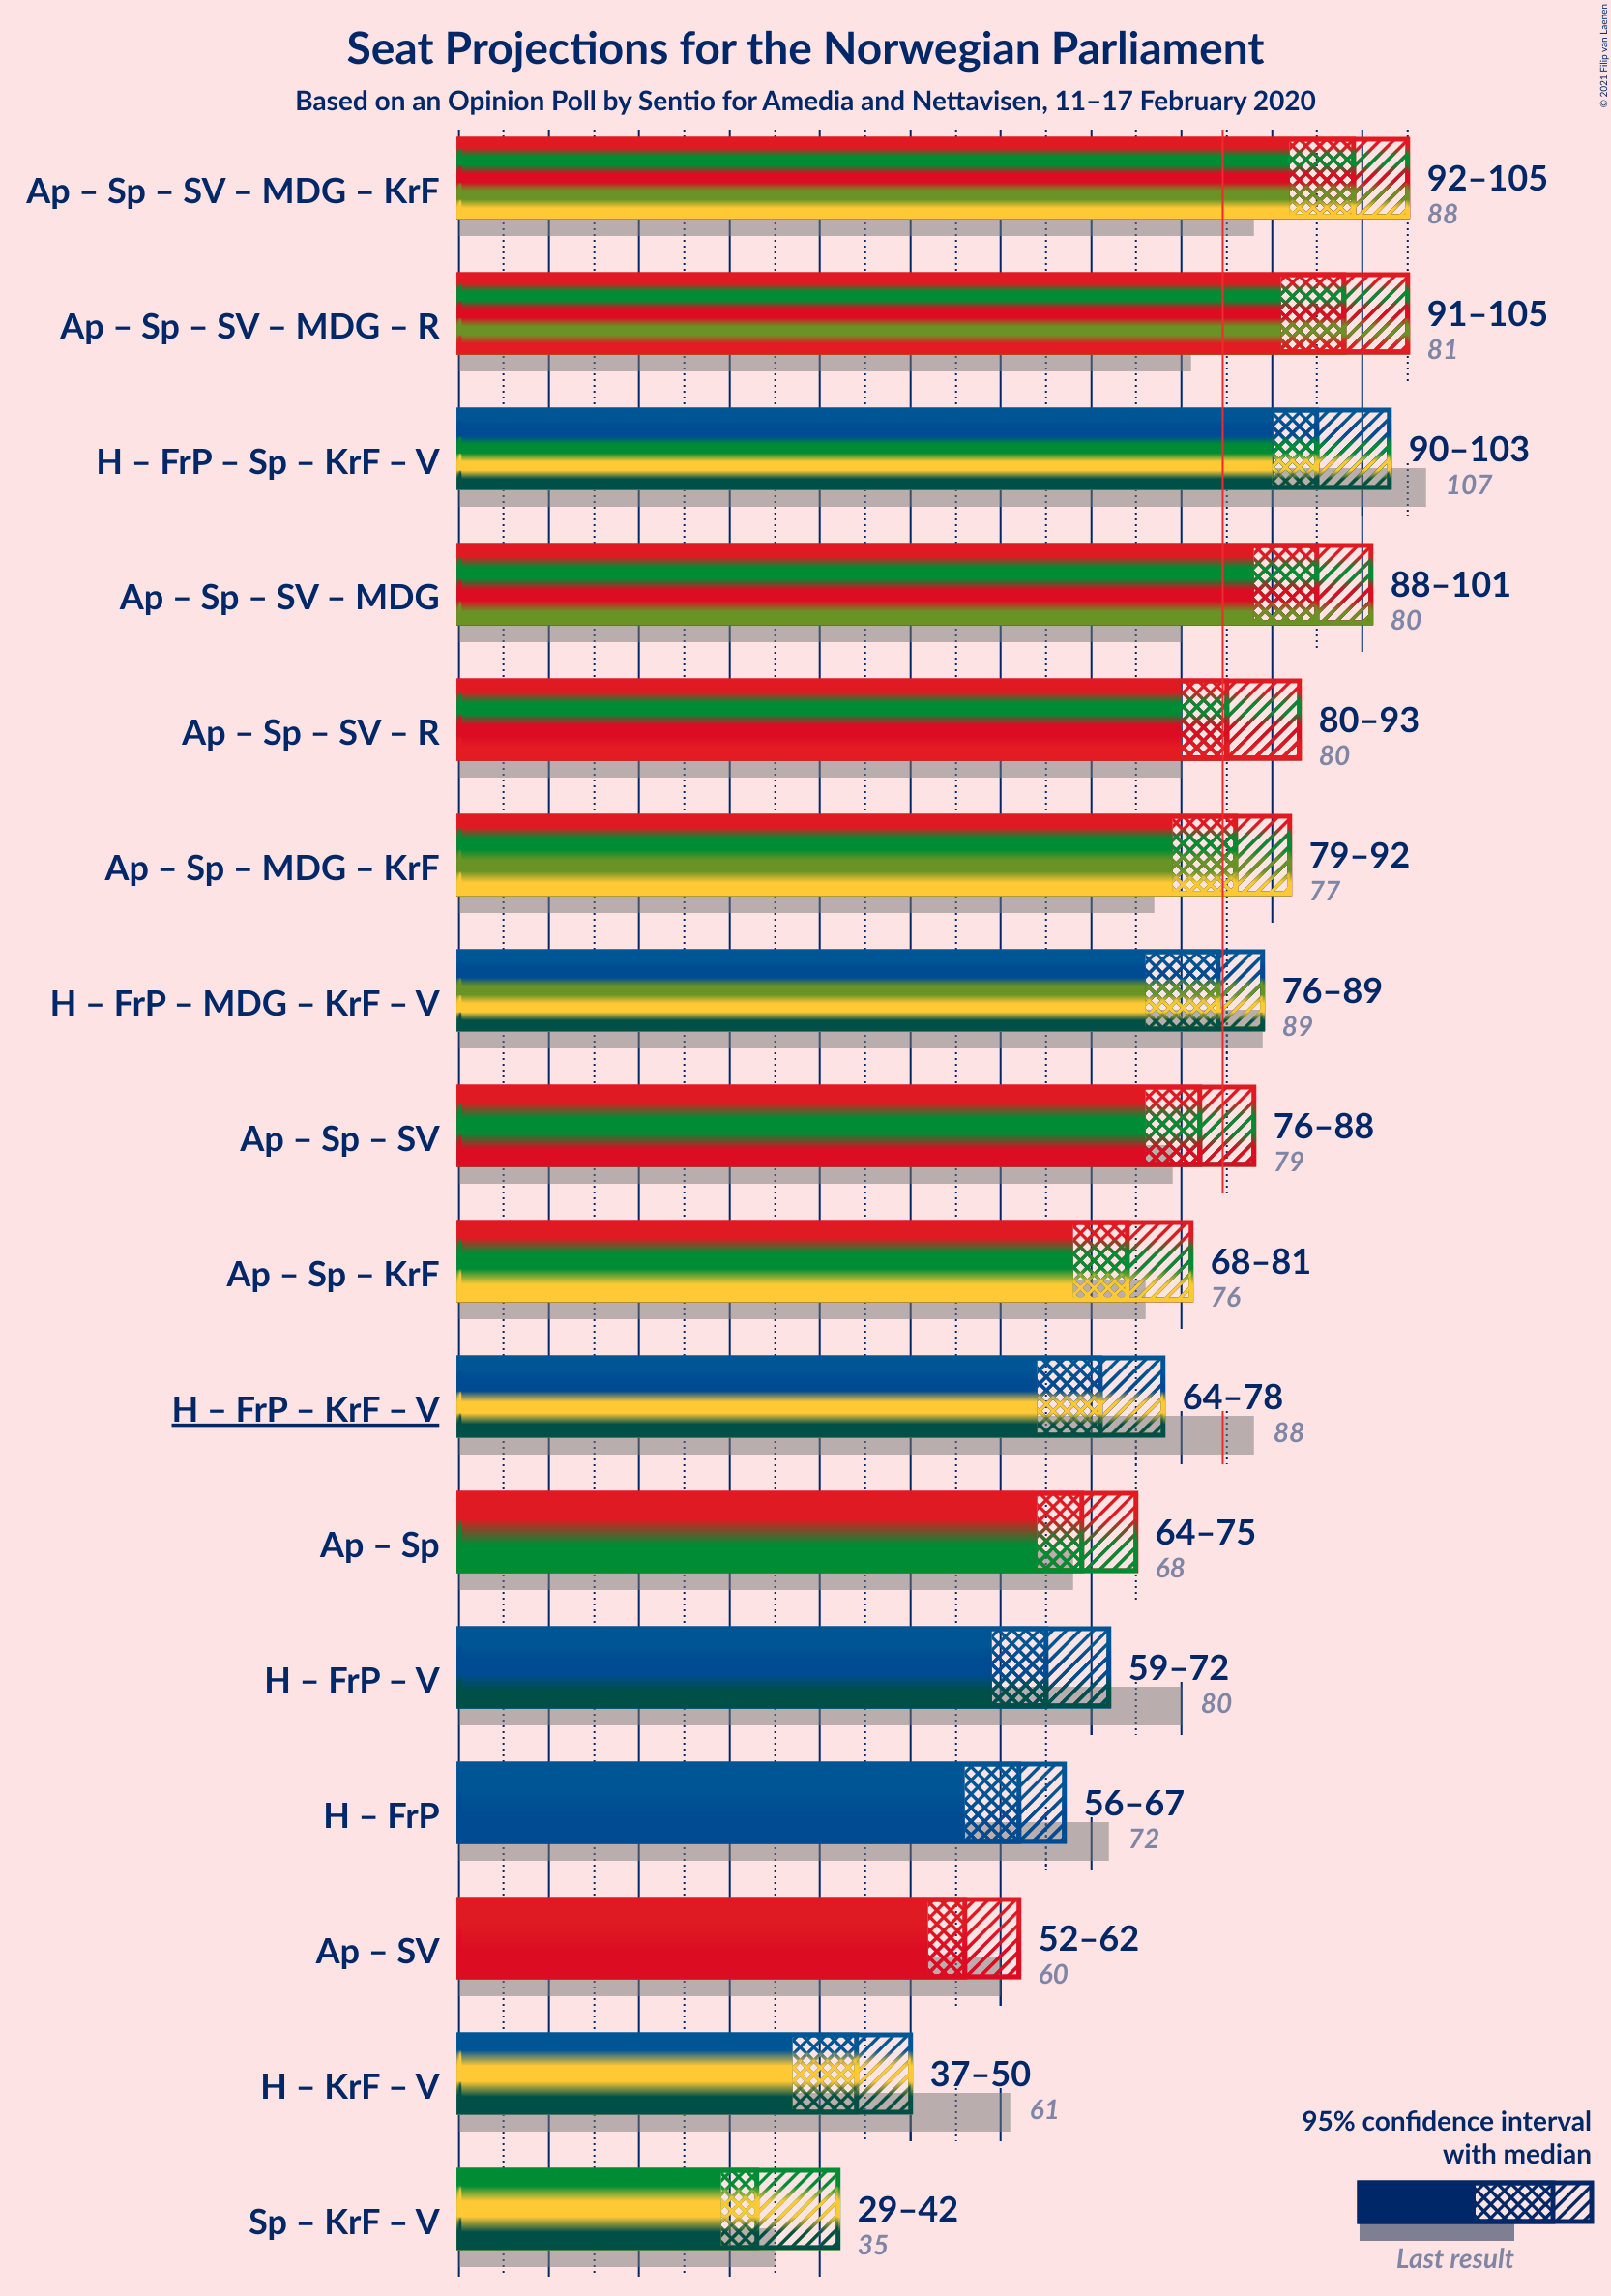 © 2021 Filip van Laenen
Seat Projections for the Norwegian Parliament
Based on an Opinion Poll by Sentio for Amedia and Nettavisen, 11–17 February 2020
Ap – Sp – SV – MDG – KrF
92–105
88
Ap – Sp – SV – MDG – R
91–105
81
H – FrP – Sp – KrF – V
90–103
107
Ap – Sp – SV – MDG
88–101
80
Ap – Sp – SV – R
80–93
80
Ap – Sp – MDG – KrF
79–92
77
H – FrP – MDG – KrF – V
76–89
89
Ap – Sp – SV
76–88
79
Ap – Sp – KrF
68–81
76
H – FrP – KrF – V
64–78
88
Ap – Sp
64–75
68
H – FrP – V
59–72
80
H – FrP
56–67
72
Ap – SV
52–62
60
H – KrF – V
37–50
61
Sp – KrF – V
29–42
35
95% confidence interval
with median
Last result